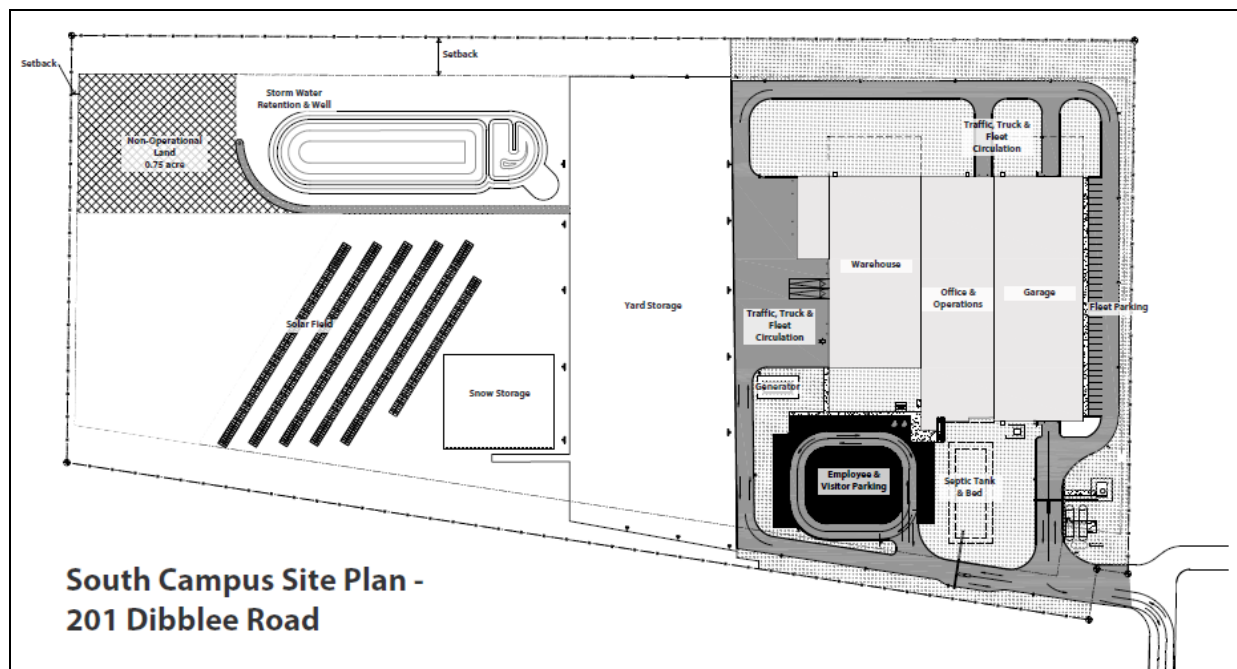 Setback
Setback
Storm Water
Retention & Well
Non-Operational
Land
0.75 acre
Traffic, Truck &
Fleet
Circulation
Warehouse
Office &
Operations
Garage
Fleet Parking
Yard Storage
Solar Field
Traffic, Truck &
Fleet
Circulation
Snow Storage
Generator
Employee &
Visitor Parking
Septic Tank
& Bed
South Campus Site Plan -
201 Dibblee Road